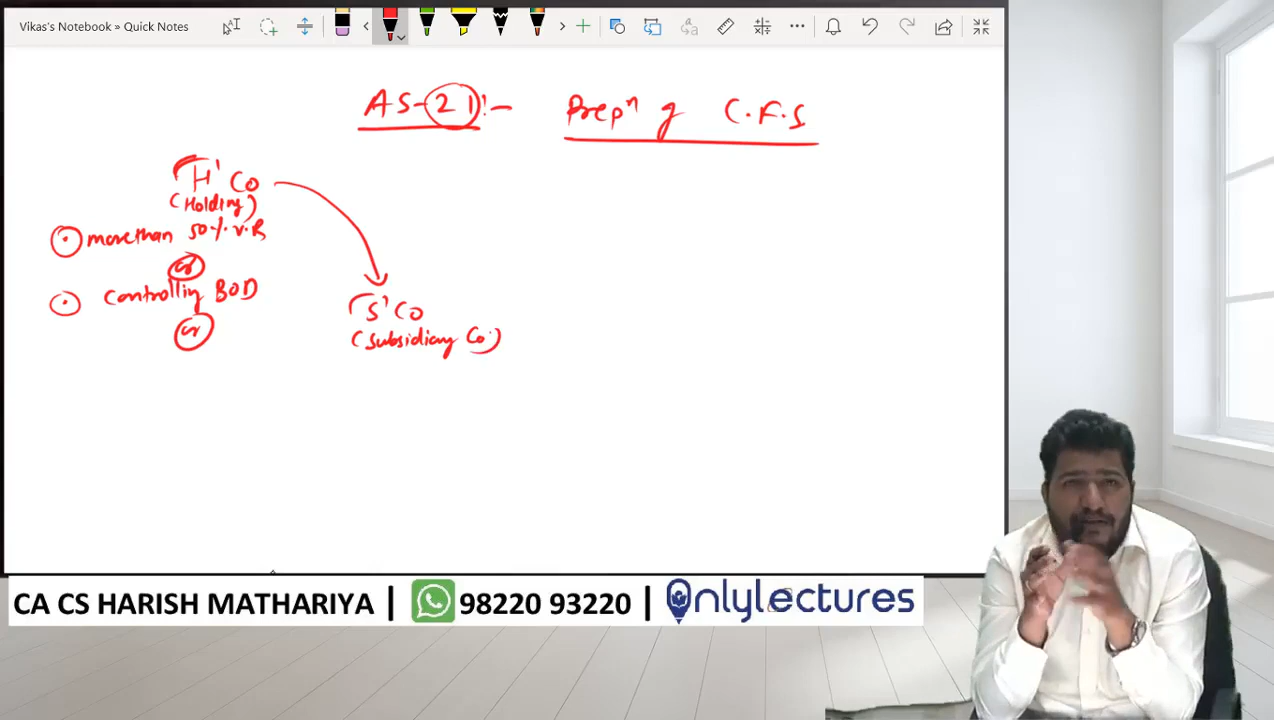 Vikas's Notebook » Quick Notes
AS-21:- Prepⁿ of C.F.S
'H' Co
(Holding)
more than 50% V.R
or
Controlling BOD
or
'S' Co
(Subsidiary Co.)
CA CS HARISH MATHARIYA | 98220 93220 | Onlylectures